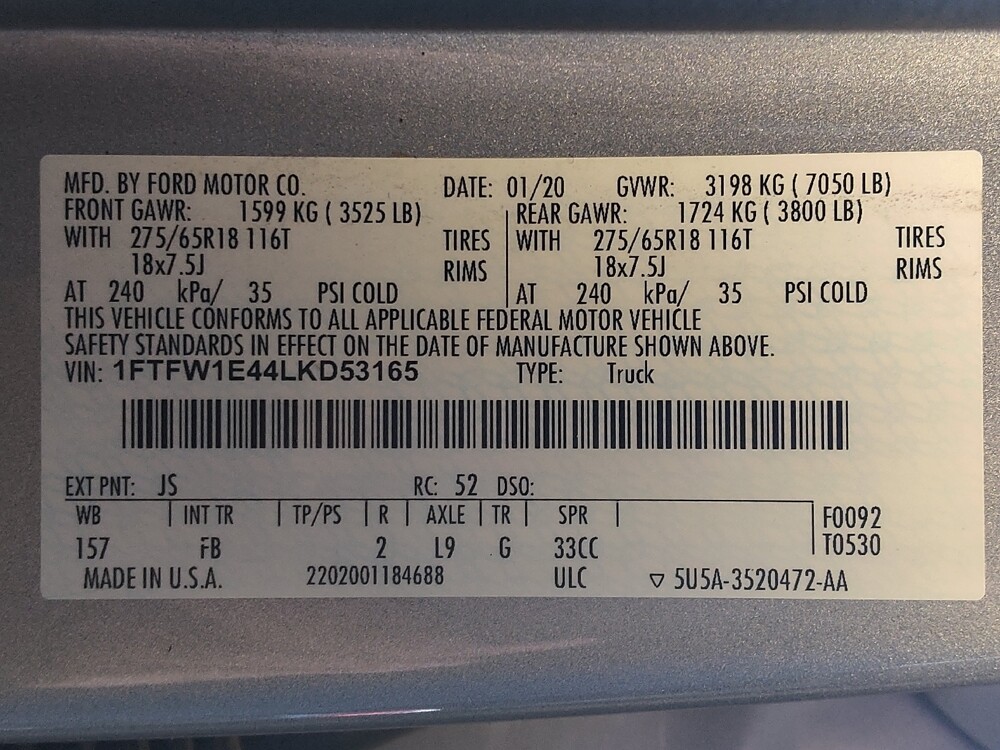 MFD. BY FORD MOTOR CO. DATE: 01/20 GVWR: 3198 KG ( 7050 LB)
FRONT GAWR: 1599 KG ( 3525 LB) REAR GAWR: 1724 KG ( 3800 LB)
WITH 275/65R18 116T TIRES WITH 275/65R18 116T TIRES
18x7.5J RIMS 18x7.5J RIMS
AT 240 kPa/ 35 PSI COLD AT 240 kPa/ 35 PSI COLD
THIS VEHICLE CONFORMS TO ALL APPLICABLE FEDERAL MOTOR VEHICLE
SAFETY STANDARDS IN EFFECT ON THE DATE OF MANUFACTURE SHOWN ABOVE.
VIN: 1FTFW1E44LKD53165 TYPE: Truck
EXT PNT: JS RC: 52 DSO:
WB INT TR TP/PS R AXLE TR SPR F0092
157 FB 2 L9 G 33CC T0530
MADE IN U.S.A. 2202001184688 ULC ▽ 5U5A-3520472-AA